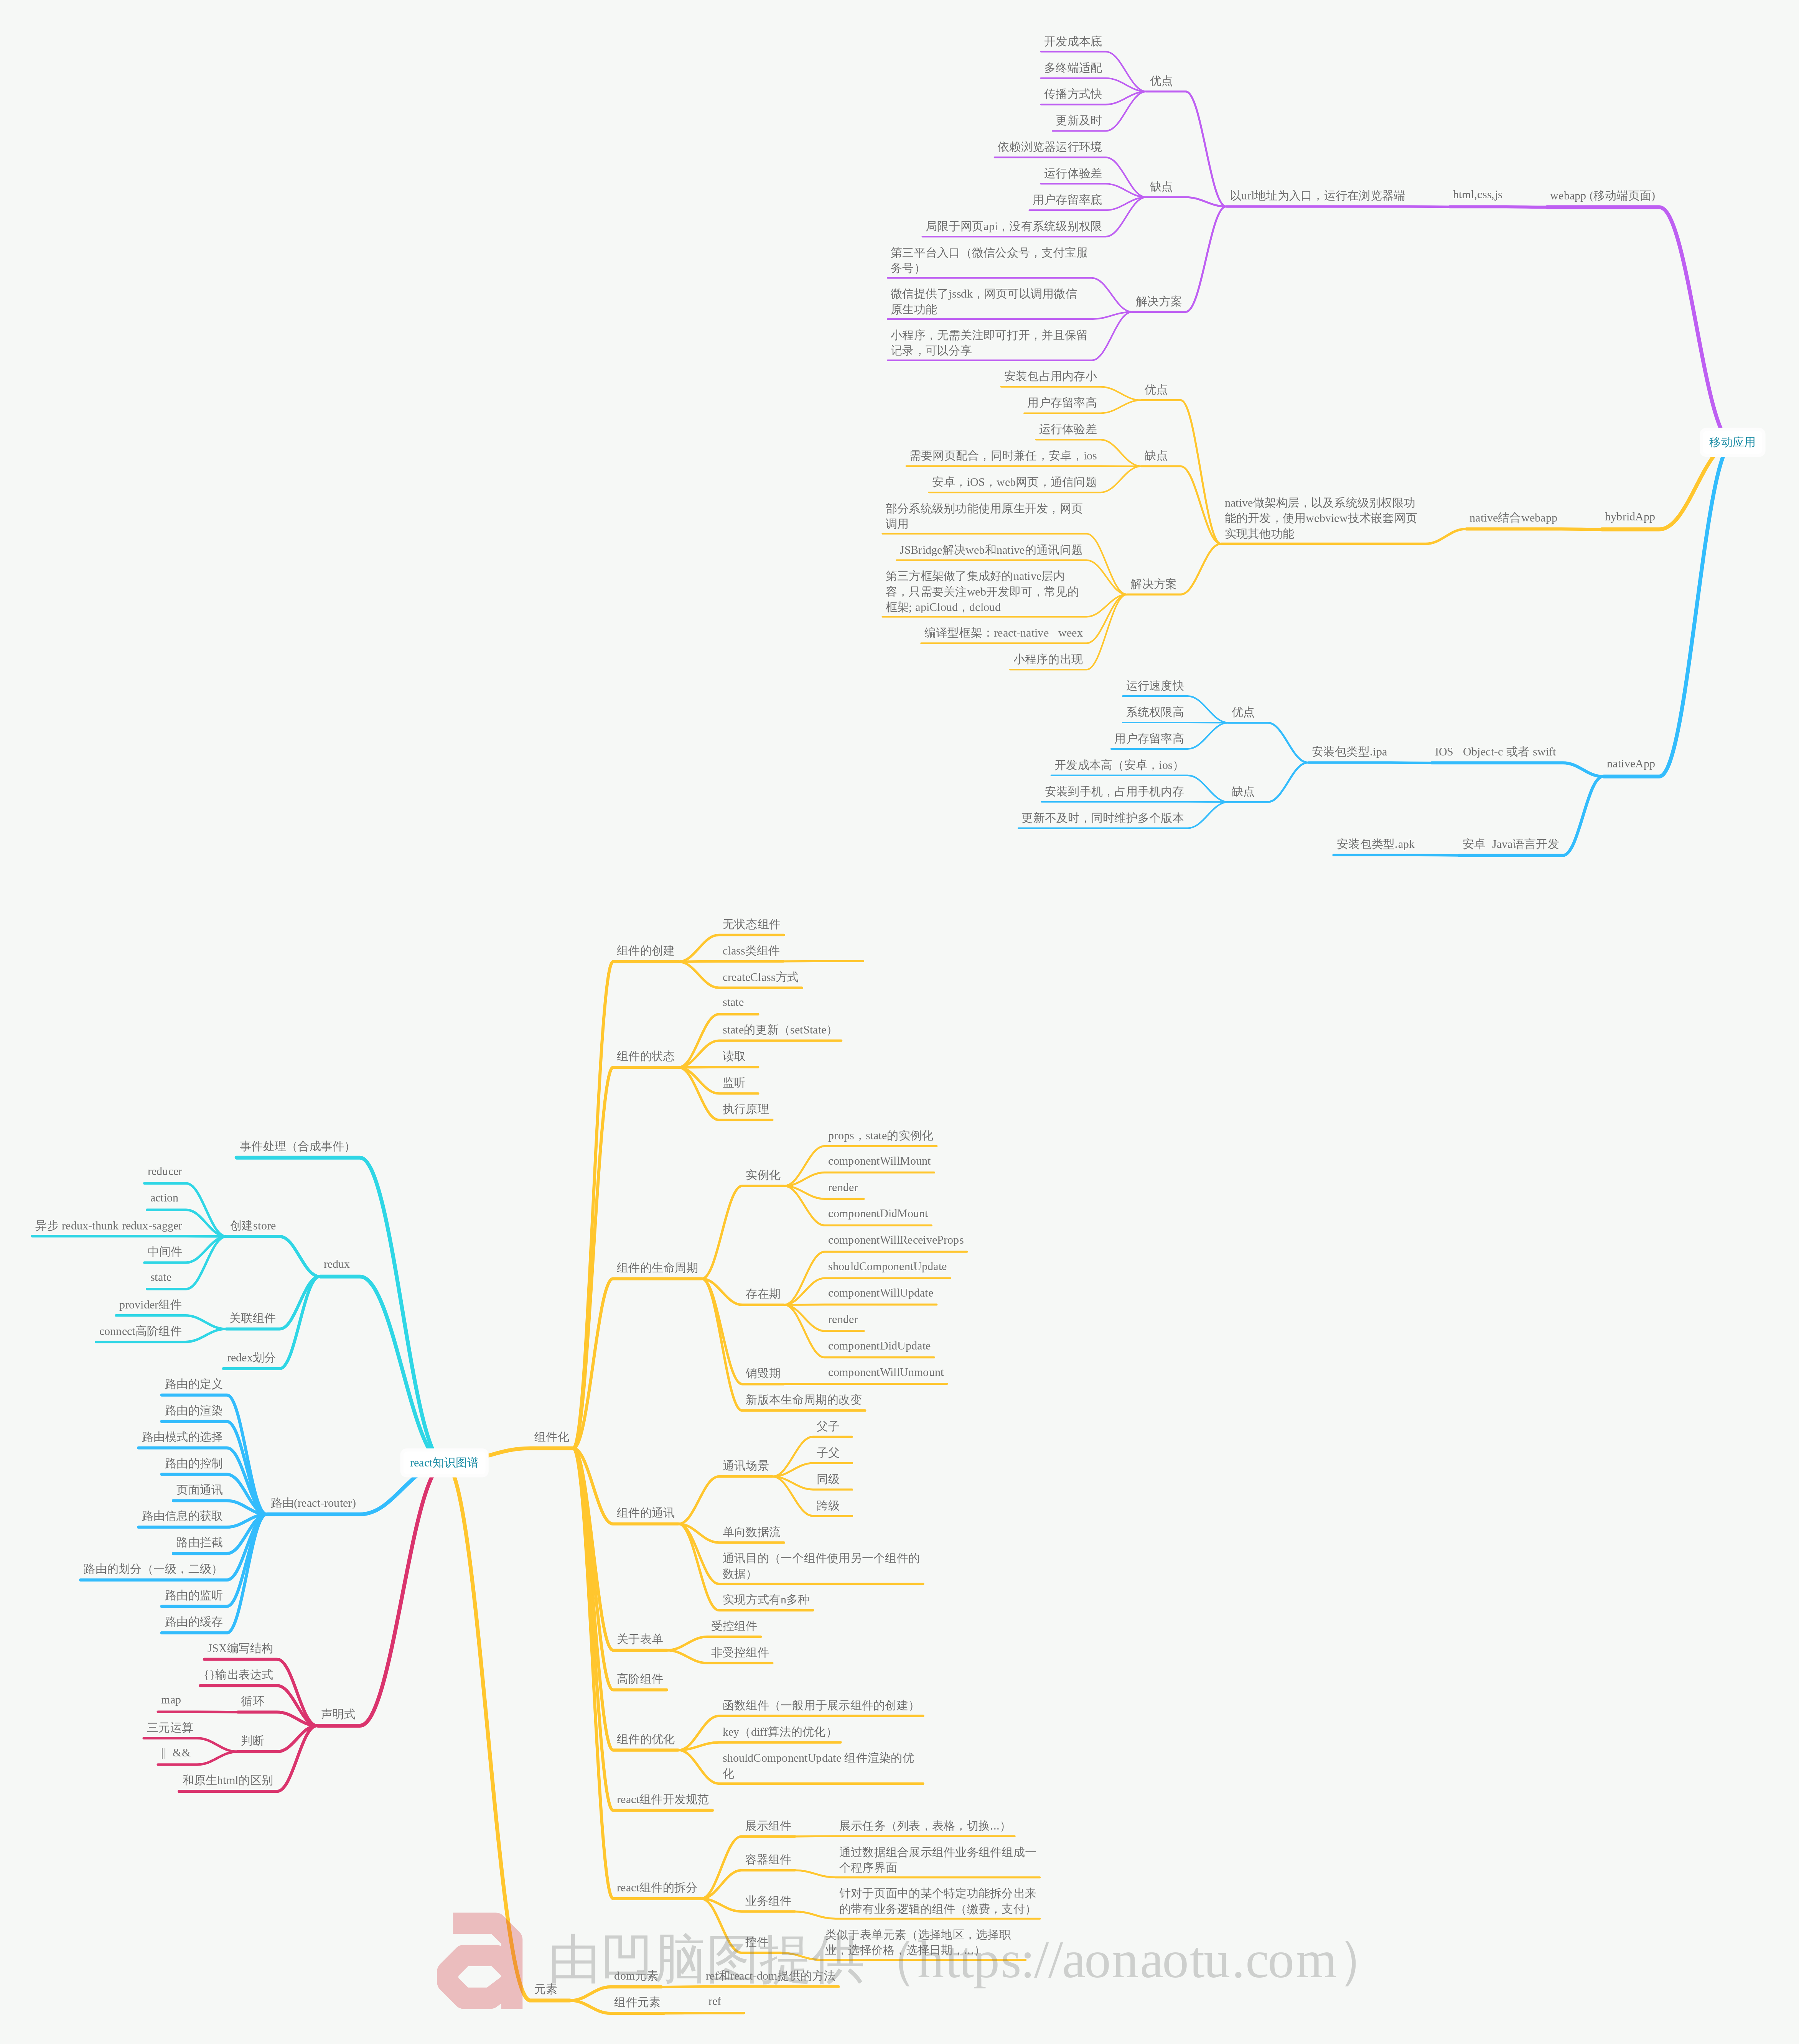 开发成本底
多终端适配
传播方式快
更新及时
优点
依赖浏览器运行环境
运行体验差
用户存留率底
局限于网页api，没有系统级别权限
缺点
第三平台入口（微信公众号，支付宝服
务号）
微信提供了jssdk，网页可以调用微信
原生功能
小程序，无需关注即可打开，并且保留
记录，可以分享
解决方案
以url地址为入口，运行在浏览器端
html,css,js
webapp (移动端页面)
安装包占用内存小
用户存留率高
优点
运行体验差
需要网页配合，同时兼任，安卓，ios
安卓，iOS，web网页，通信问题
缺点
部分系统级别功能使用原生开发，网页
调用
JSBridge解决web和native的通讯问题
第三方框架做了集成好的native层内
容，只需要关注web开发即可，常见的
框架; apiCloud，dcloud
编译型框架：react-native weex
小程序的出现
解决方案
native做架构层，以及系统级别权限功
能的开发，使用webview技术嵌套网页
实现其他功能
native结合webapp
hybridApp
移动应用
运行速度快
系统权限高
用户存留率高
优点
开发成本高（安卓，ios）
安装到手机，占用手机内存
更新不及时，同时维护多个版本
缺点
安装包类型.ipa
IOS Object-c 或者 swift
nativeApp
安装包类型.apk
安卓 Java语言开发
无状态组件
组件的创建
class类组件
createClass方式
state
state的更新（setState）
组件的状态
读取
监听
执行原理
props，state的实例化
componentWillMount
实例化
render
componentDidMount
componentWillReceiveProps
shouldComponentUpdate
组件的生命周期
存在期
componentWillUpdate
render
componentDidUpdate
销毁期
componentWillUnmount
新版本生命周期的改变
父子
子父
通讯场景
同级
跨级
组件的通讯
单向数据流
通讯目的（一个组件使用另一个组件的
数据）
实现方式有n多种
受控组件
关于表单
非受控组件
高阶组件
函数组件（一般用于展示组件的创建）
组件的优化
key（diff算法的优化）
shouldComponentUpdate 组件渲染的优
化
react组件开发规范
展示组件
展示任务（列表，表格，切换...）
容器组件
通过数据组合展示组件业务组件组成一
个程序界面
react组件的拆分
业务组件
针对于页面中的某个特定功能拆分出来
的带有业务逻辑的组件（缴费，支付）
控件
类似于表单元素（选择地区，选择职
业，选择价格，选择日期，...）
组件化
元素
dom元素
ref和react-dom提供的方法
组件元素
ref
react知识图谱
事件处理（合成事件）
reducer
action
异步 redux-thunk redux-sagger
中间件
state
创建store
provider组件
connect高阶组件
关联组件
redex划分
redux
路由的定义
路由的渲染
路由模式的选择
路由的控制
页面通讯
路由信息的获取
路由拦截
路由的划分（一级，二级）
路由的监听
路由的缓存
路由(react-router)
JSX编写结构
{}输出表达式
map
循环
三元运算
|| &&
判断
和原生html的区别
声明式
由凹脑图提供（https://aonaotu.com）